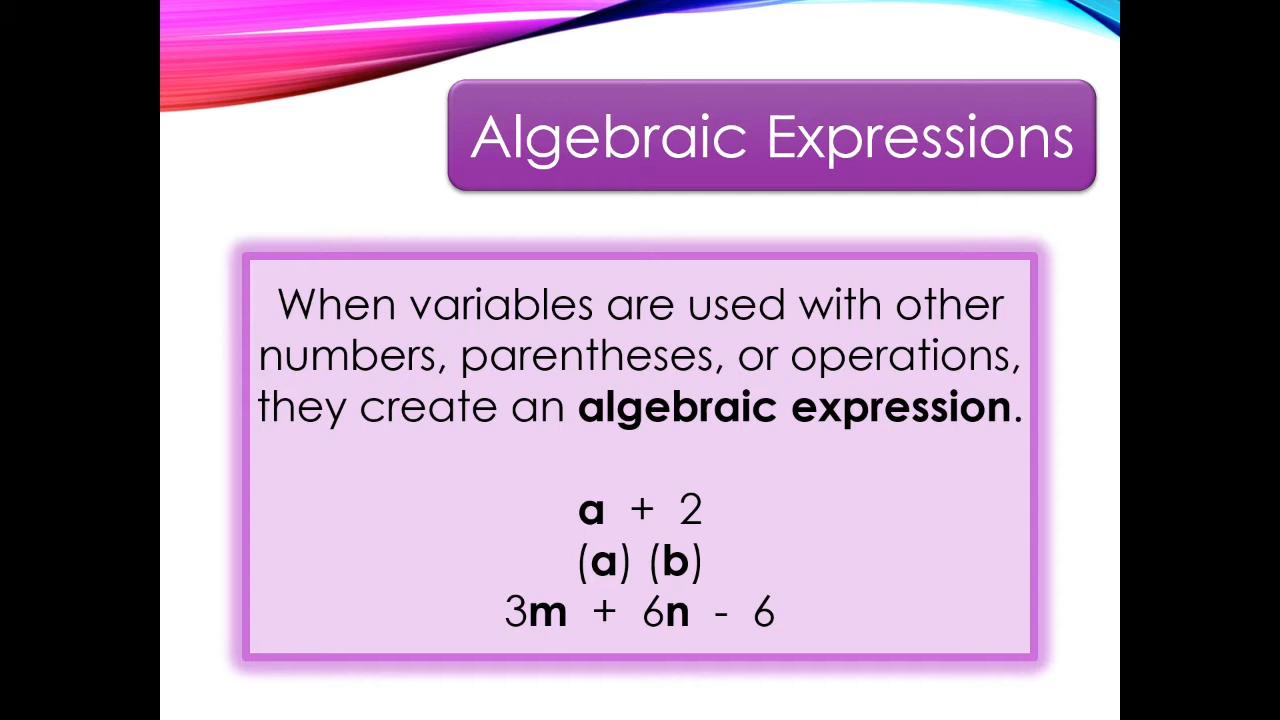 Algebraic Expressions
When variables are used with other
numbers, parentheses, or operations,
they create an algebraic expression.
a + 2
(a) (b)
3m + 6n - 6